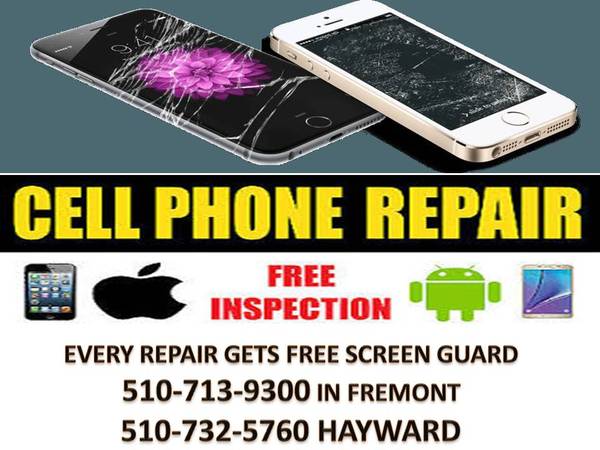 CELL PHONE REPAIR
FREE
INSPECTION
EVERY REPAIR GETS FREE SCREEN GUARD
510-713-9300 IN FREMONT
510-732-5760 HAYWARD